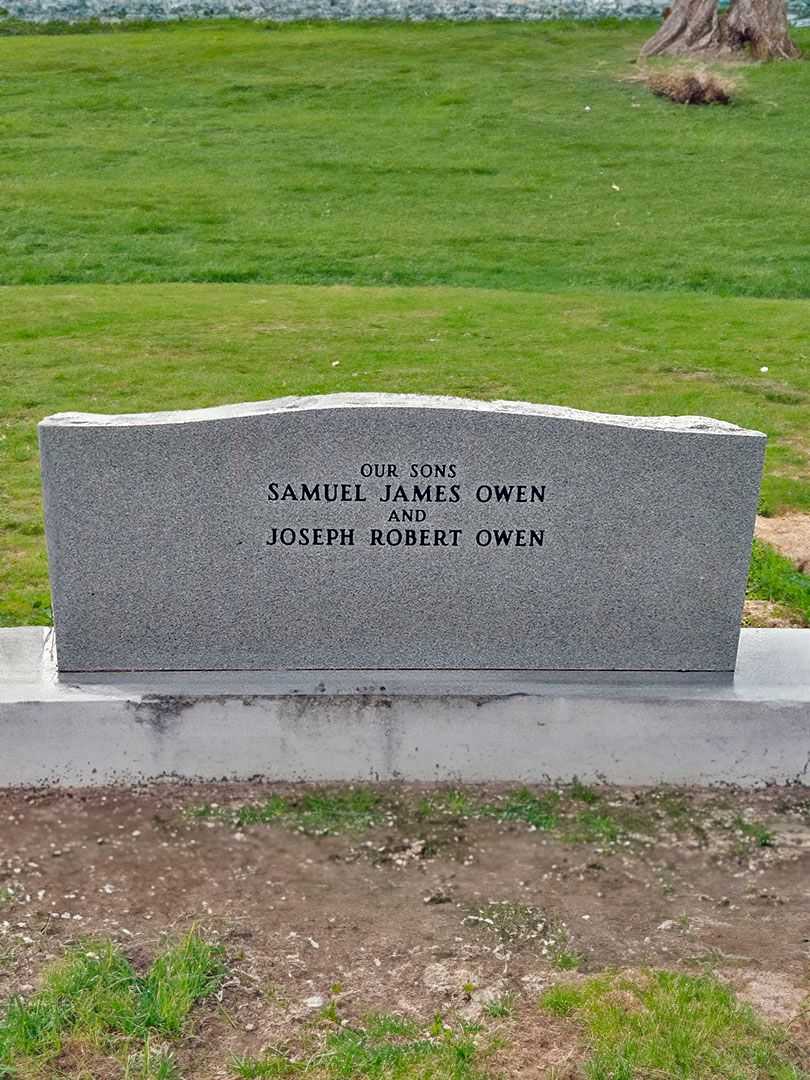 OUR SONS
SAMUEL JAMES OWEN
AND
JOSEPH ROBERT OWEN